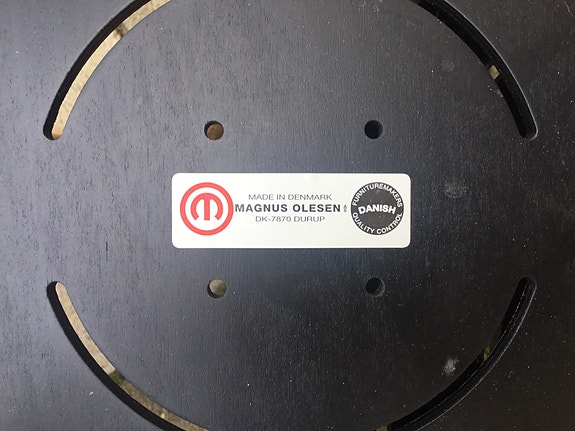 MADE IN DENMARK
MAGNUS OLESEN
DK-7870 DURUP
FURNITUREMAKERS
DANISH
QUALITY CONTROL